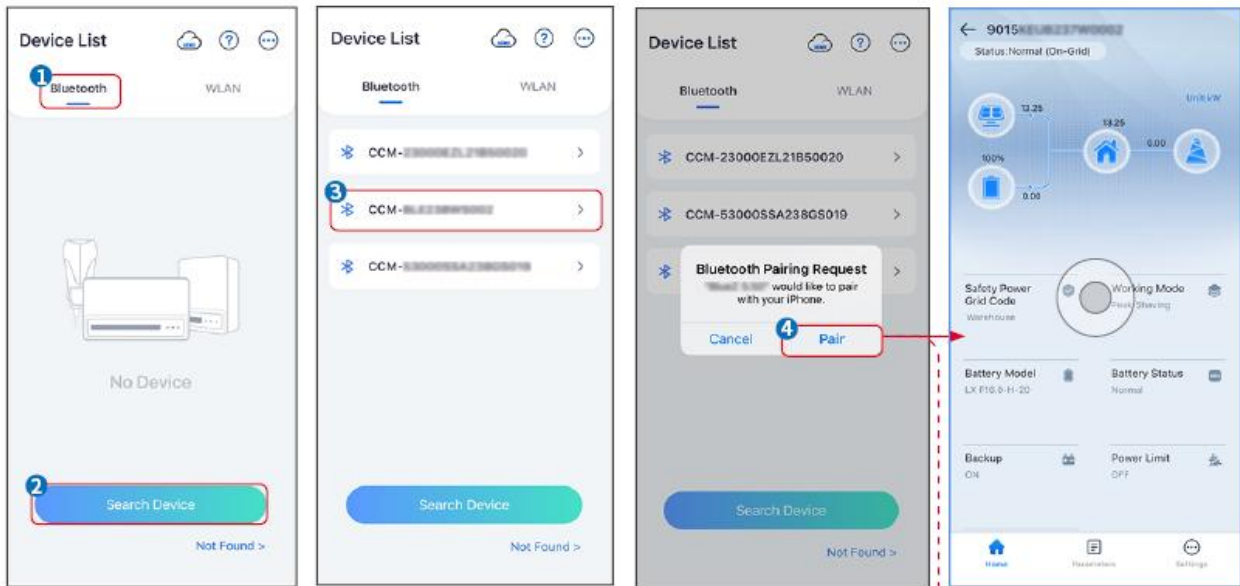 Device List
1
Bluetooth
WLAN
No Device
2
Search Device
Not Found >
Device List
Bluetooth
WLAN
CCM-
3
CCM-
CCM-
Search Device
Not Found >
Device List
Bluetooth
WLAN
CCM-23000EZL21B50020
CCM-53000SSA238GS019
Bluetooth Pairing Request
would like to pair
with your iPhone.
Cancel
4
Pair
Search Device
Not Found >
9015
Status:Normal (On-Grid)
Unit:kW
13.25
13.25
0.00
100%
0.00
Safety Power
Grid Code
Warehouse
Working Mode
Peak Shaving
Battery Model
Battery Status
Normal
Backup
ON
Power Limit
OFF
Home
Parameters
Settings